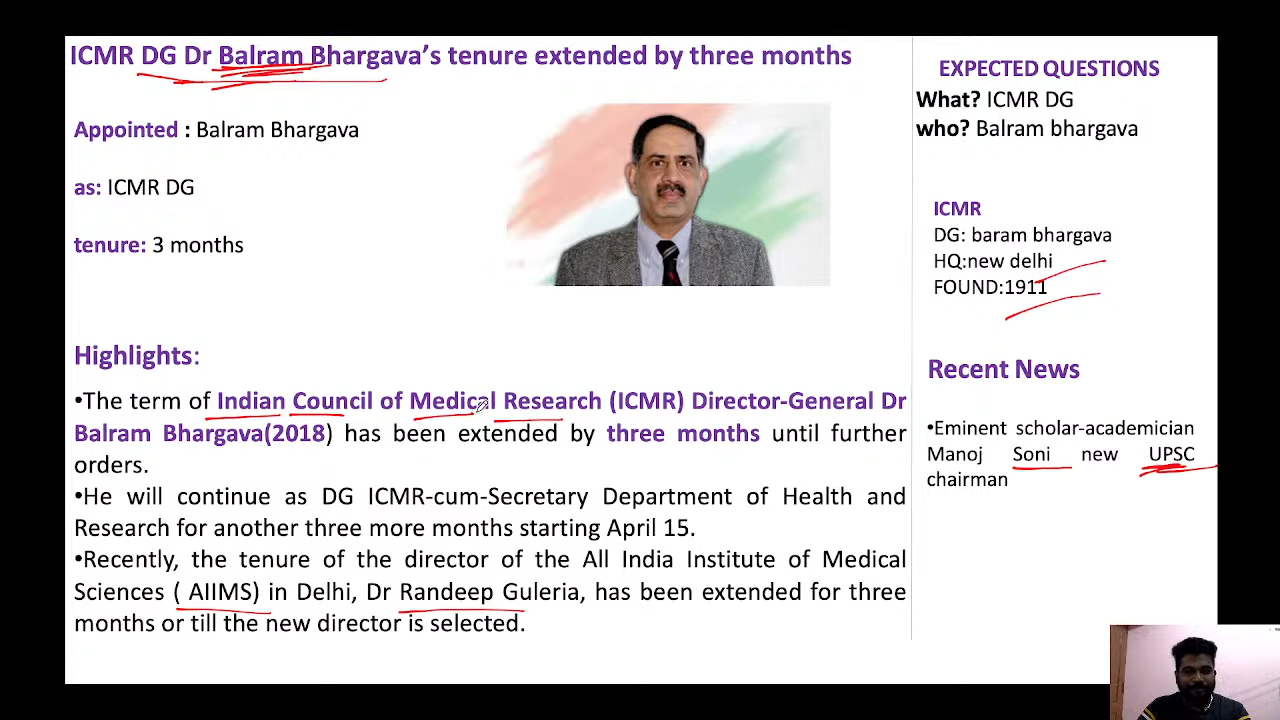 ICMR DG Dr Balram Bhargava's tenure extended by three months
Appointed : Balram Bhargava
as: ICMR DG
tenure: 3 months
Highlights:
•The term of Indian Council of Medical Research (ICMR) Director-General Dr
Balram Bhargava(2018) has been extended by three months until further
orders.
•He will continue as DG ICMR-cum-Secretary Department of Health and
Research for another three more months starting April 15.
•Recently, the tenure of the director of the All India Institute of Medical
Sciences ( AIIMS) in Delhi, Dr Randeep Guleria, has been extended for three
months or till the new director is selected.
EXPECTED QUESTIONS
What? ICMR DG
who? Balram bhargava
ICMR
DG: baram bhargava
HQ:new delhi
FOUND:1911
Recent News
•Eminent scholar-academician
Manoj Soni new UPSC
chairman